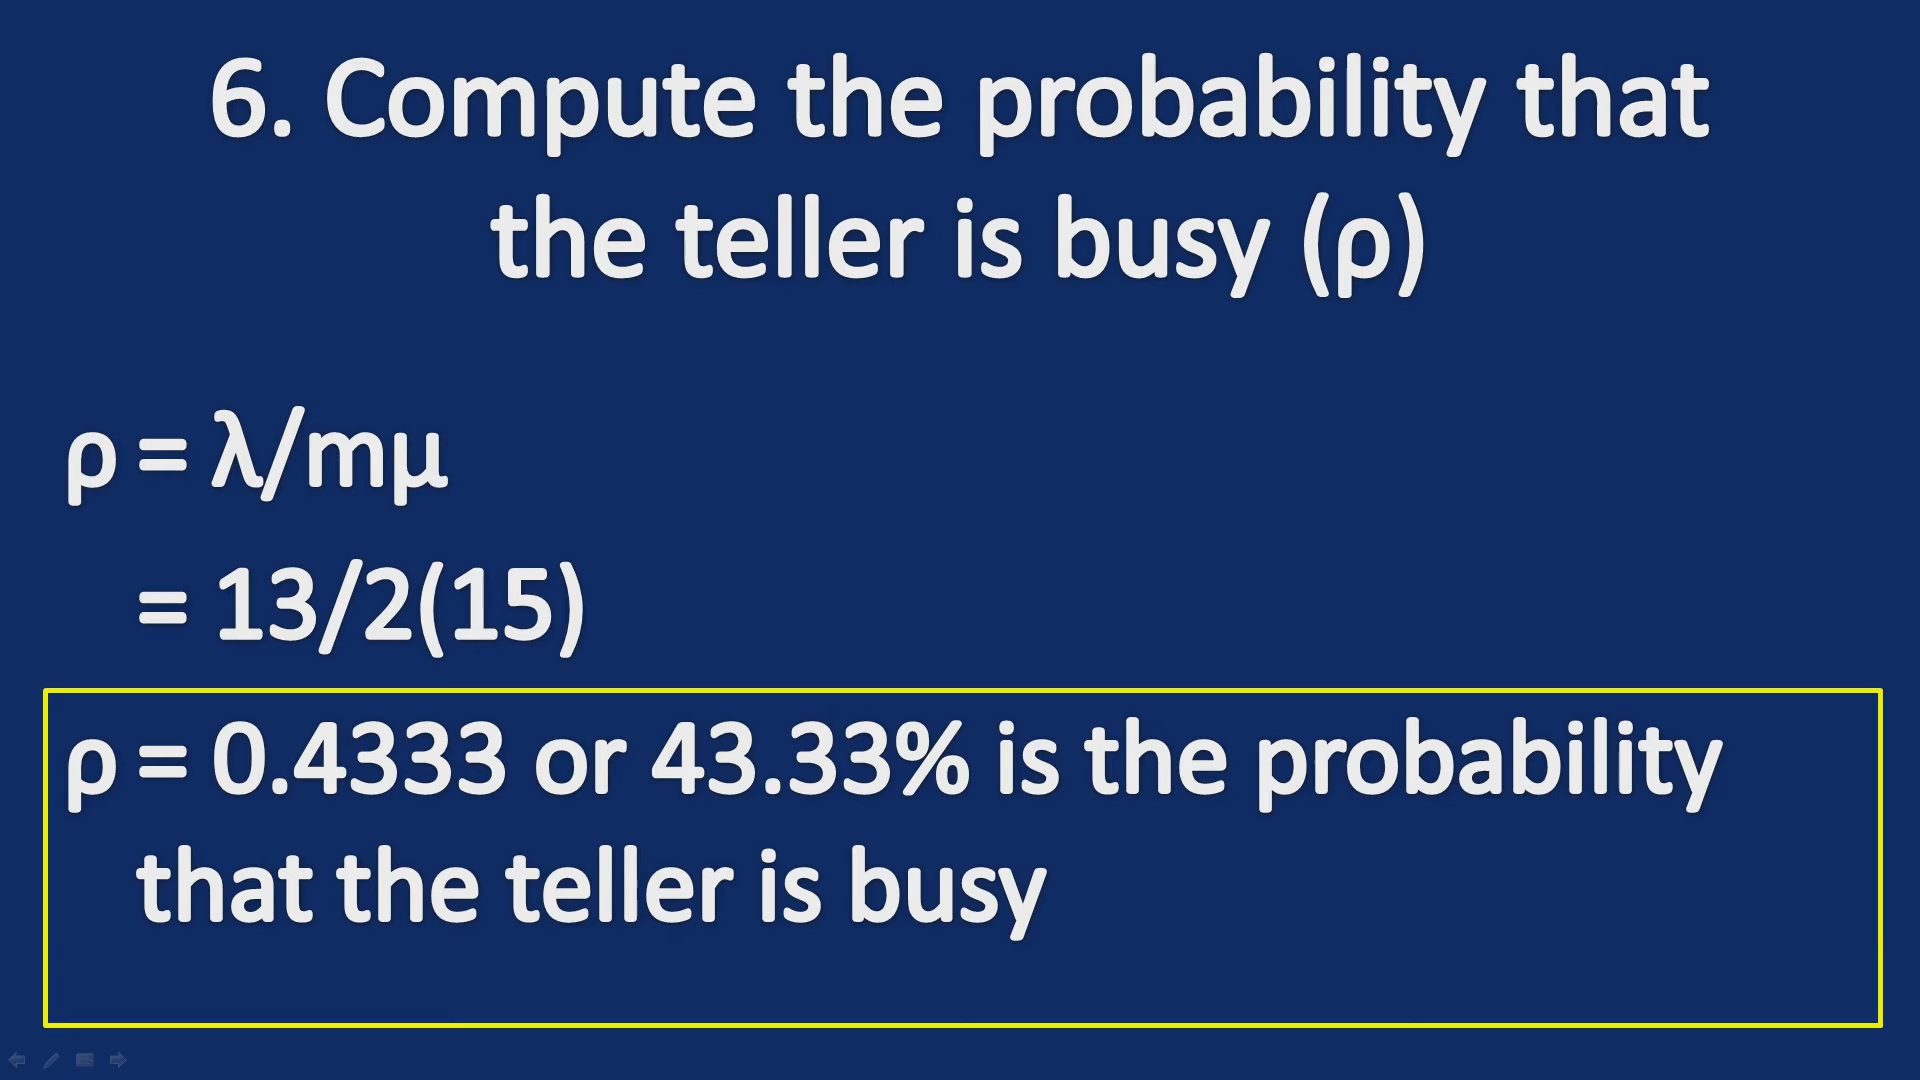 6. Compute the probability that
the teller is busy (ρ)
ρ = λ/mμ
= 13/2(15)
ρ = 0.4333 or 43.33% is the probability
that the teller is busy